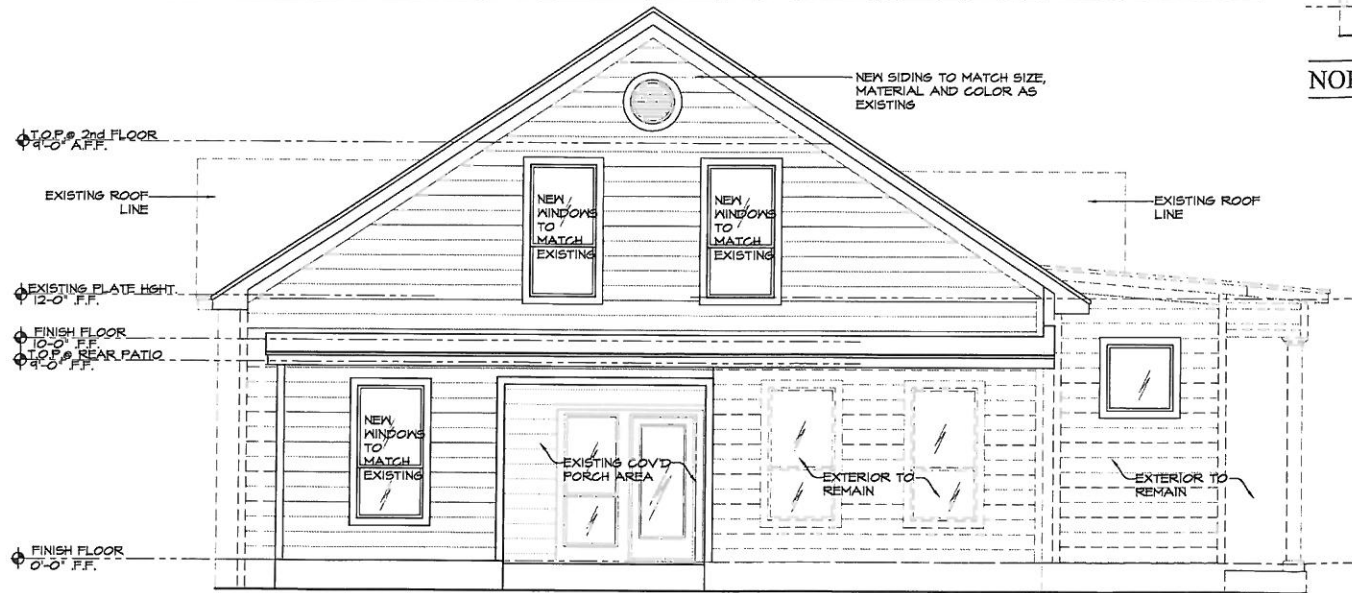 NEW SIDING TO MATCH SIZE,
MATERIAL AND COLOR AS
EXISTING
T.O.P.@ 2nd FLOOR
9'-0" A.F.F.
EXISTING ROOF
LINE
EXISTING ROOF
LINE
NEW
WINDOWS
TO
MATCH
EXISTING
NEW
WINDOWS
TO
MATCH
EXISTING
EXISTING PLATE HGHT.
12'-0" .F.F.
FINISH FLOOR
10'-0" .F.F.
T.O.P.@ REAR PATIO
9'-0" .F.F.
NEW
WINDOWS
TO
MATCH
EXISTING
EXISTING COV'D
PORCH AREA
EXTERIOR TO
REMAIN
EXTERIOR TO
REMAIN
FINISH FLOOR
0'-0" .F.F.